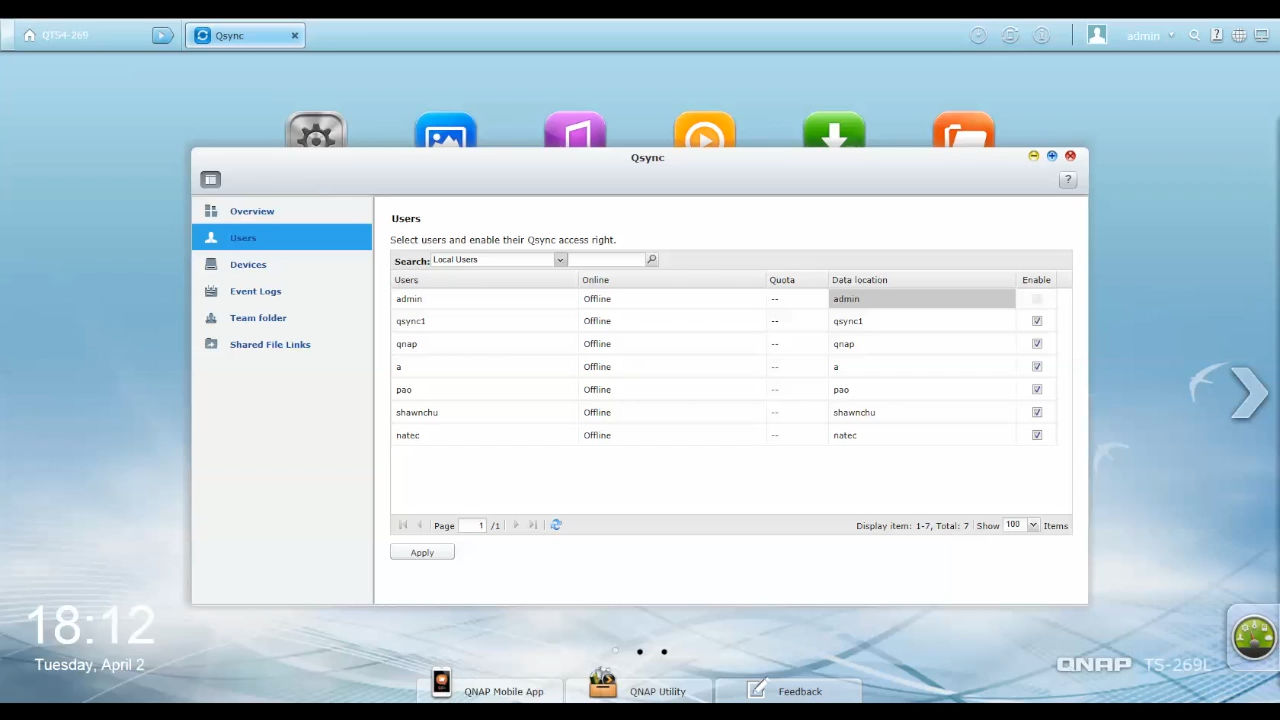 QTS4-269
Qsync
admin
Qsync
?
Overview
Users
Devices
Event Logs
Team folder
Shared File Links
Users
Select users and enable their Qsync access right.
Search: Local Users
Users Online Quota Data location Enable
admin Offline -- admin
qsync1 Offline -- qsync1
qnap Offline -- qnap
a Offline -- a
pao Offline -- pao
shawnchu Offline -- shawnchu
natec Offline -- natec
Page 1 /1 Display item: 1-7, Total: 7 Show 100 Items
Apply
18:12
Tuesday, April 2
QNAP TS-269L
QNAP Mobile App
QNAP Utility
Feedback